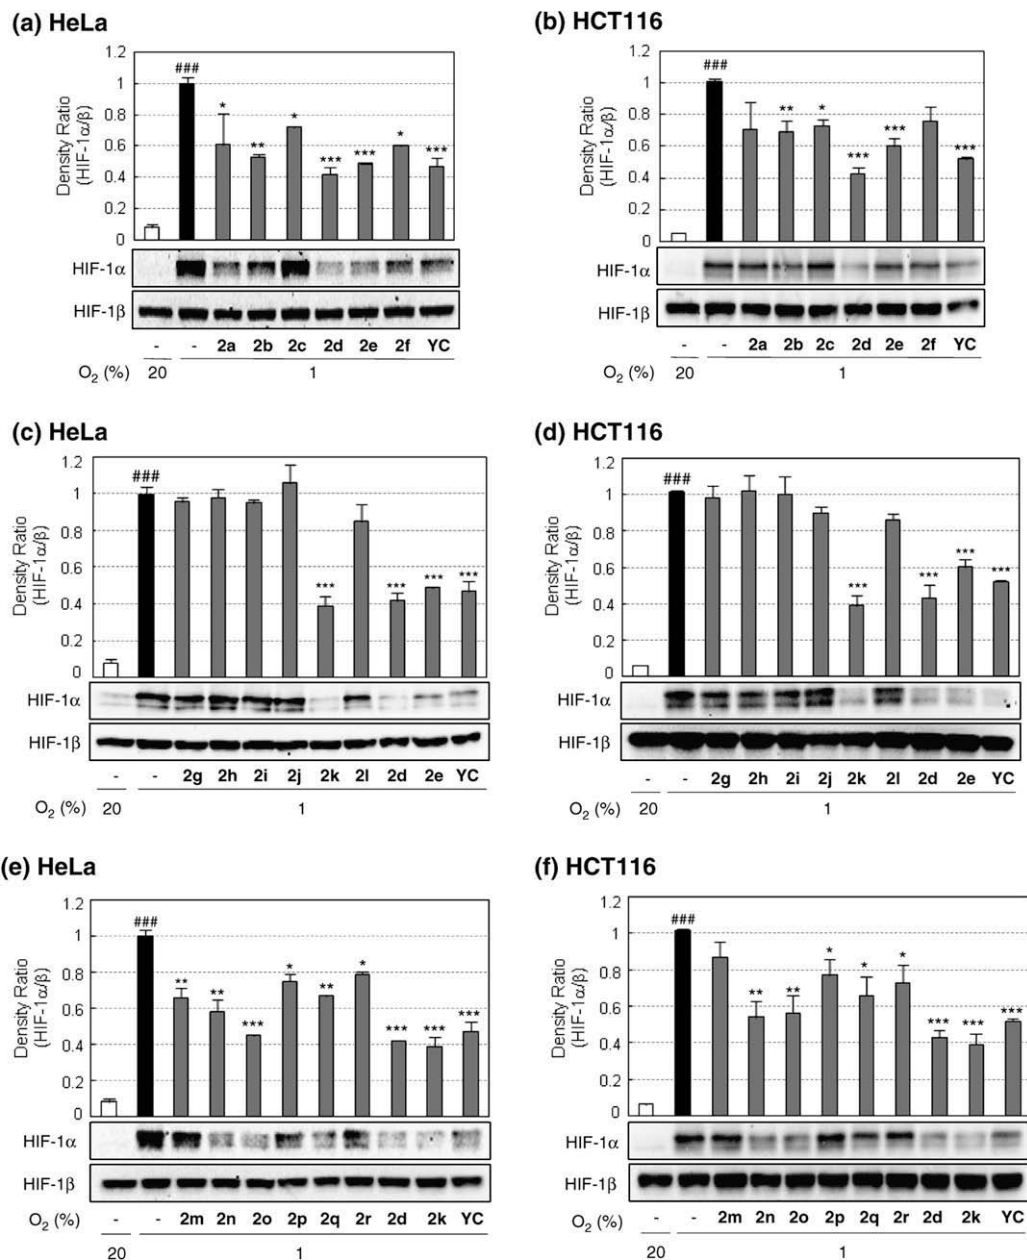 (a) HeLa
1.2
1
0.8
0.6
0.4
0.2
0
Density Ratio
(HIF-1α/β)
###
*
**
*
***
***
*
***
HIF-1α
HIF-1β
- - 2a 2b 2c 2d 2e 2f YC
O2 (%) 20 1
(b) HCT116
1.2
1
0.8
0.6
0.4
0.2
0
Density Ratio
(HIF-1α/β)
###
**
*
***
***
***
HIF-1α
HIF-1β
- - 2a 2b 2c 2d 2e 2f YC
O2 (%) 20 1
(c) HeLa
1.2
1
0.8
0.6
0.4
0.2
0
Density Ratio
(HIF-1α/β)
###
***
***
***
***
HIF-1α
HIF-1β
- - 2g 2h 2i 2j 2k 2l 2d 2e YC
O2 (%) 20 1
(d) HCT116
1.2
1
0.8
0.6
0.4
0.2
0
Density Ratio
(HIF-1α/β)
###
***
***
***
***
HIF-1α
HIF-1β
- - 2g 2h 2i 2j 2k 2l 2d 2e YC
O2 (%) 20 1
(e) HeLa
1.2
1
0.8
0.6
0.4
0.2
0
Density Ratio
(HIF-1α/β)
###
**
**
***
*
**
*
***
***
***
HIF-1α
HIF-1β
O2 (%) - - 2m 2n 2o 2p 2q 2r 2d 2k YC
20 1
(f) HCT116
1.2
1
0.8
0.6
0.4
0.2
0
Density Ratio
(HIF-1α/β)
###
**
**
*
*
*
***
***
***
HIF-1α
HIF-1β
O2 (%) - - 2m 2n 2o 2p 2q 2r 2d 2k YC
20 1